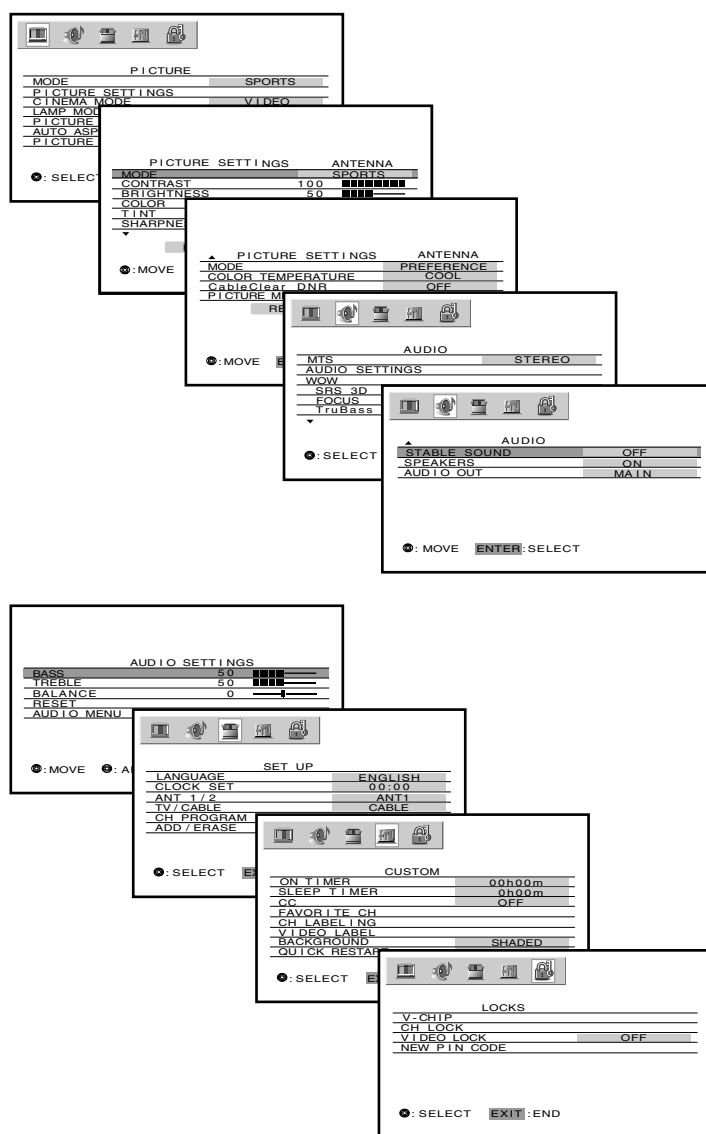 PICTURE
MODE SPORTS
PICTURE SETTINGS
CINEMA MODE VIDEO
LAMP MOD
PICTURE
AUTO ASP
PICTURE
: SELECT
PICTURE SETTINGS ANTENNA
MODE SPORTS
CONTRAST 100
BRIGHTNESS 50
COLOR
TINT
SHARPNE
:MOVE
PICTURE SETTINGS ANTENNA
MODE PREFERENCE
COLOR TEMPERATURE COOL
CableClear DNR OFF
PICTURE M
RE
:MOVE E
AUDIO
MTS STEREO
AUDIO SETTINGS
WOW
SRS 3D
FOCUS
TruBass
:SELECT
AUDIO
STABLE SOUND OFF
SPEAKERS ON
AUDIO OUT MAIN
: MOVE ENTER:SELECT
AUDIO SETTINGS
BASS 50
TREBLE 50
BALANCE 0
RESET
AUDIO MENU
:MOVE : A
SET UP
LANGUAGE ENGLISH
CLOCK SET 00:00
ANT 1/2 ANT1
TV/CABLE CABLE
CH PROGRAM
ADD/ERASE
:SELECT E
CUSTOM
ON TIMER 00h00m
SLEEP TIMER 0h00m
CC OFF
FAVORITE CH
CH LABELING
VIDEO LABEL
BACKGROUND SHADED
QUICK RESTART
:SELECT E
LOCKS
V-CHIP
CH LOCK
VIDEO LOCK OFF
NEW PIN CODE
: SELECT EXIT :END